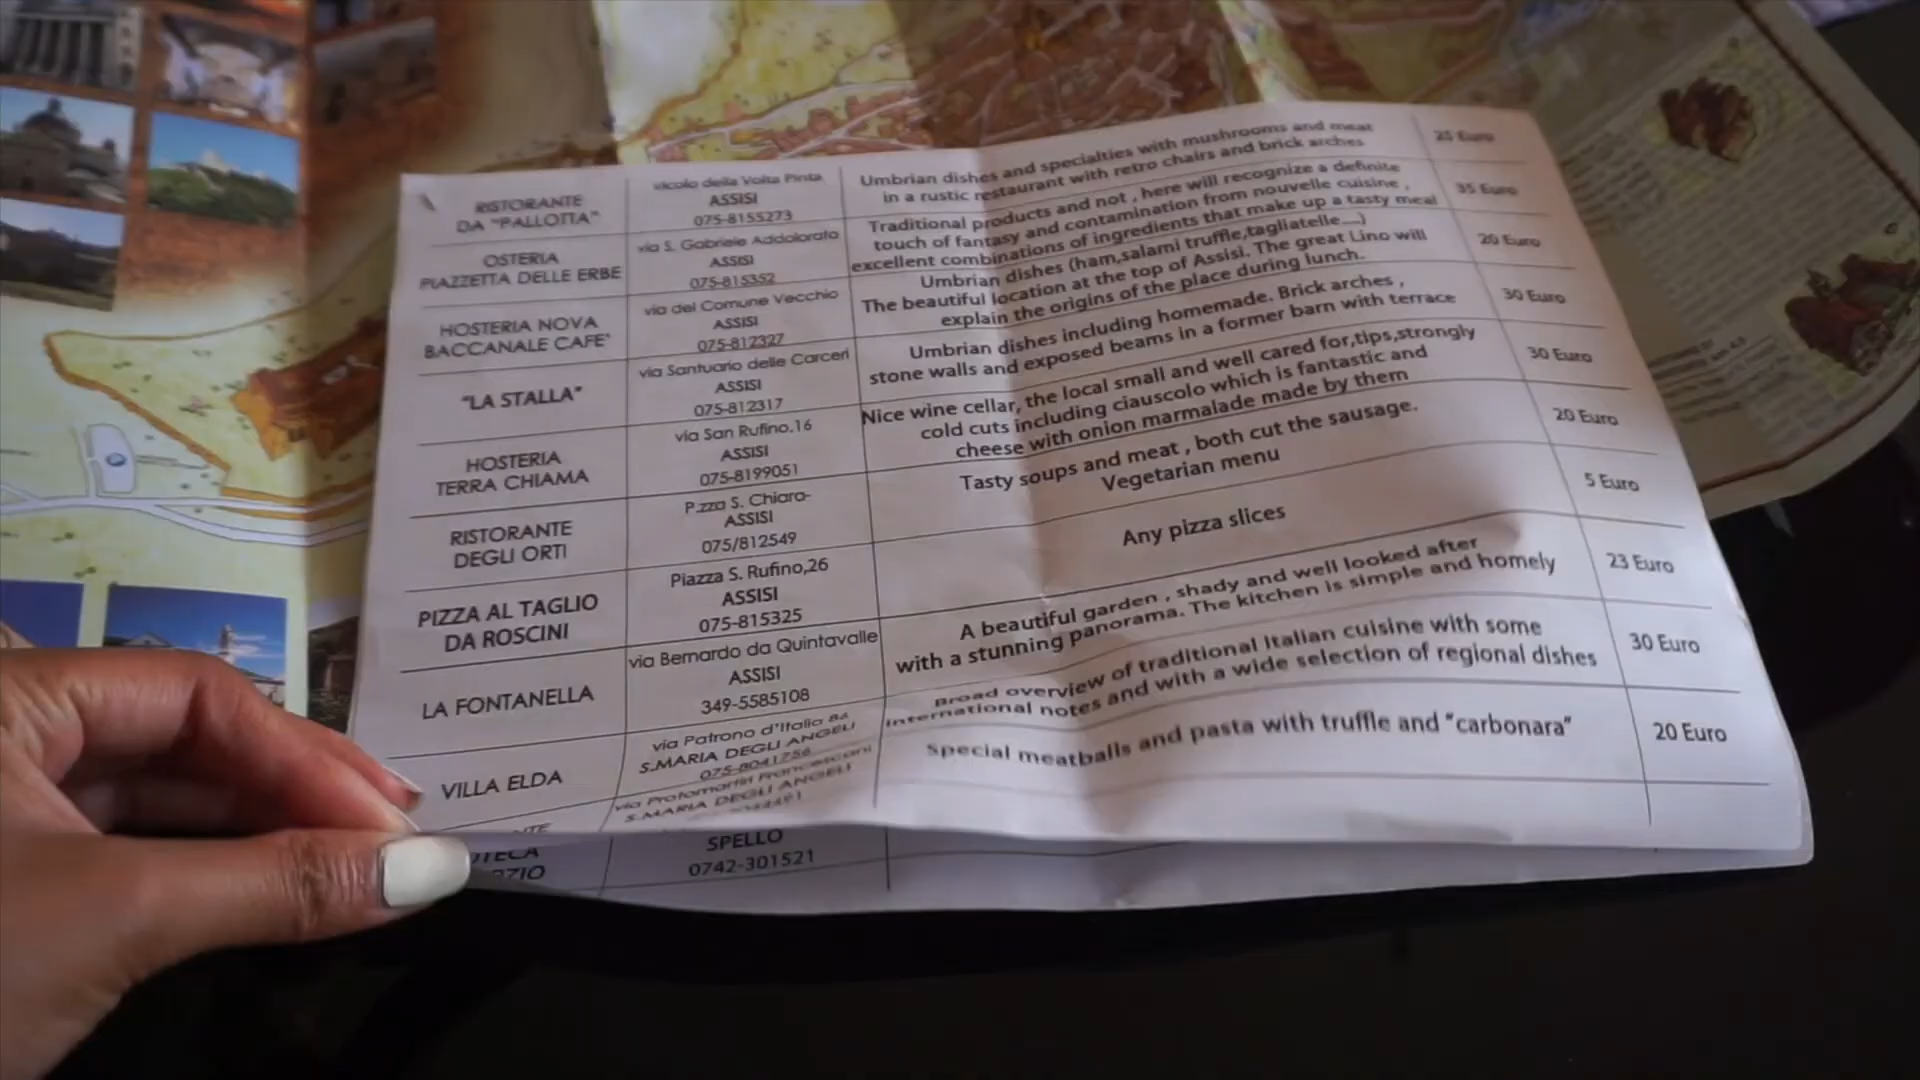 RISTORANTE
DA "PALLOTTA"
vicolo della Volta Pinta
ASSISI
075-8155273
Umbrian dishes and specialties with mushrooms and meat
in a rustic restaurant with retro chairs and brick arches
25 Euro
OSTERIA
PIAZZETTA DELLE ERBE
via S. Gabriele Addolorato
ASSISI
075-815352
Traditional products and not , here will recognize a definite
touch of fantasy and contamination from nouvelle cuisine ,
excellent combinations of ingredients that make up a tasty meal
35 Euro
HOSTERIA NOVA
BACCANALE CAFE'
via del Comune Vecchio
ASSISI
075-812327
Umbrian dishes (ham,salami truffle,tagliatelle....)
The beautiful location at the top of Assisi. The great Lino will
explain the origins of the place during lunch.
20 Euro
"LA STALLA"
via Santuario delle Carceri
ASSISI
075-812317
Umbrian dishes including homemade. Brick arches ,
stone walls and exposed beams in a former barn with terrace
30 Euro
HOSTERIA
TERRA CHIAMA
via San Rufino.16
ASSISI
075-8199051
Nice wine cellar, the local small and well cared for,tips,strongly
cold cuts including ciauscolo which is fantastic and
cheese with onion marmalade made by them
30 Euro
RISTORANTE
DEGLI ORTI
P.zza S. Chiara-
ASSISI
075/812549
Tasty soups and meat , both cut the sausage.
Vegetarian menu
20 Euro
PIZZA AL TAGLIO
DA ROSCINI
Piazza S. Rufino,26
ASSISI
075-815325
Any pizza slices
5 Euro
LA FONTANELLA
via Bernardo da Quintavalle
ASSISI
349-5585108
A beautiful garden , shady and well looked after
with a stunning panorama. The kitchen is simple and homely
23 Euro
VILLA ELDA
via Patrono d'Italia 8a
S.MARIA DEGLI ANGELI
075-8041756
Broad overview of traditional Italian cuisine with some
international notes and with a wide selection of regional dishes
30 Euro
via Protomartiri Francescani
S.MARIA DEGLI ANGELI
Special meatballs and pasta with truffle and "carbonara"
20 Euro
SPELLO
0742-301521